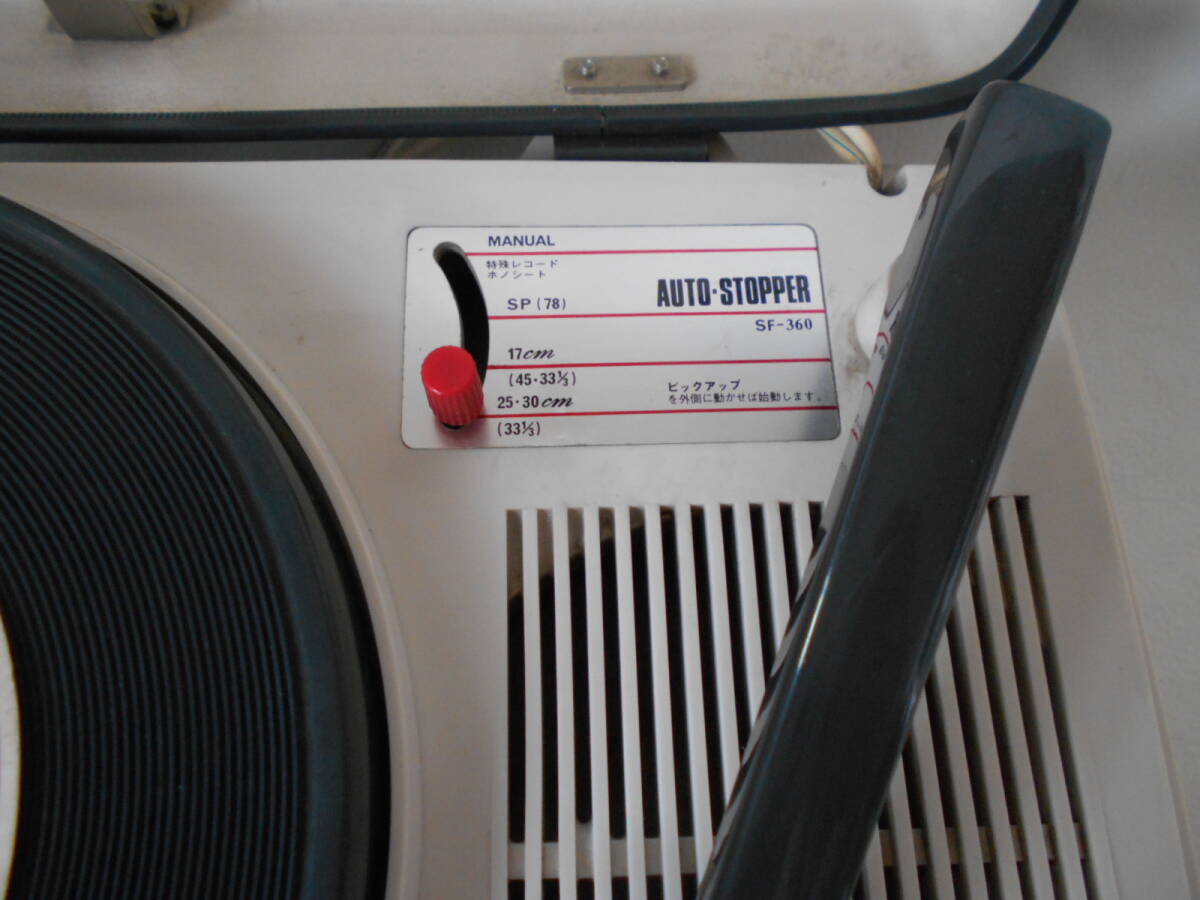 MANUAL
特殊レコード
ホノシート
AUTO·STOPPER
SP (78)
SF-360
17cm
(45·33⅓)
ピックアップ
25·30cm
を外側に動かせば始動します。
(33⅓)